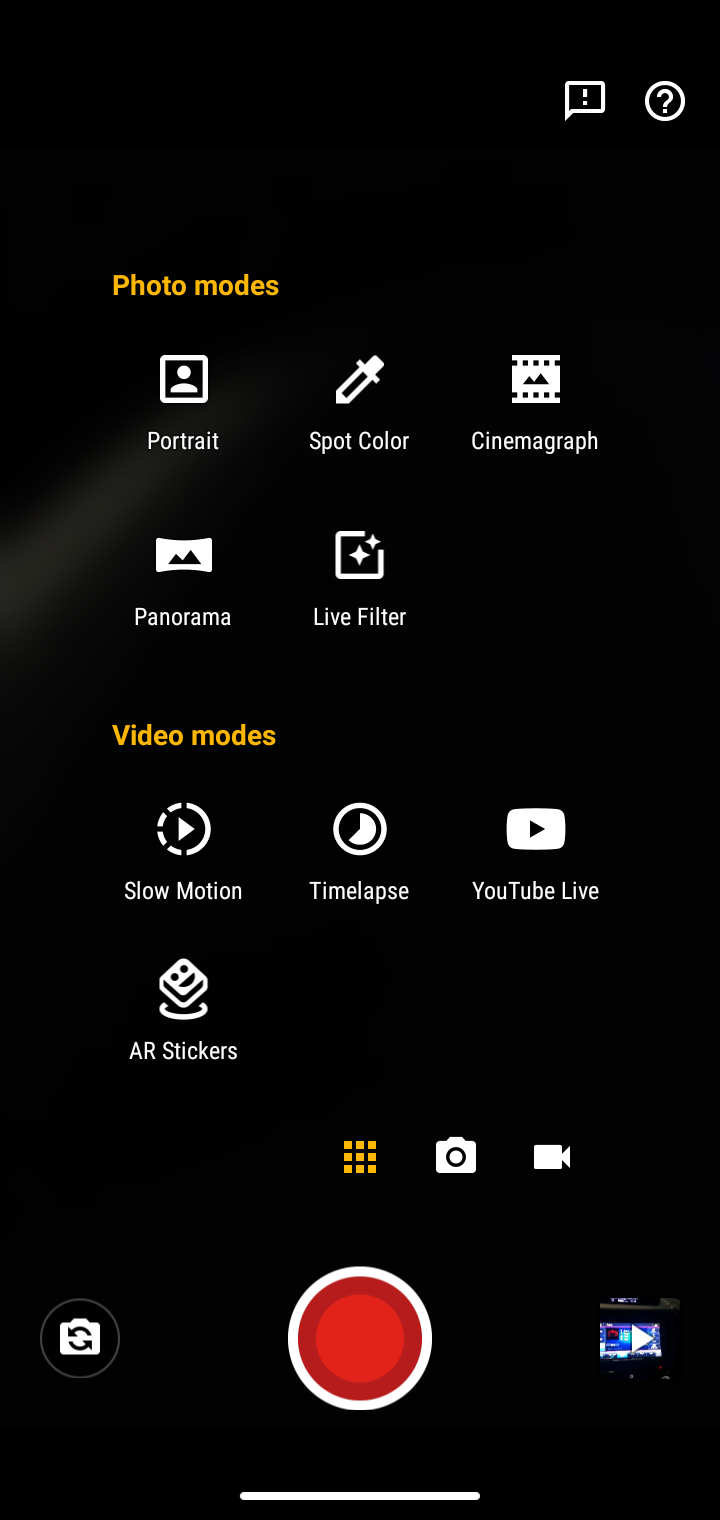 Photo modes
Portrait
Spot Color
Cinemagraph
Panorama
Live Filter
Video modes
Slow Motion
Timelapse
YouTube Live
AR Stickers